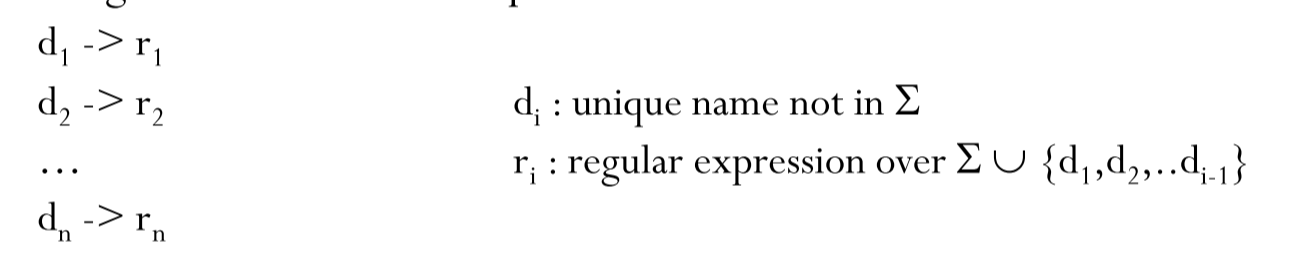 d₁ -> r₁
d₂ -> r₂ dᵢ : unique name not in Σ
... rᵢ : regular expression over Σ ∪ {d₁,d₂,..dᵢ₋₁}
dₙ -> rₙ